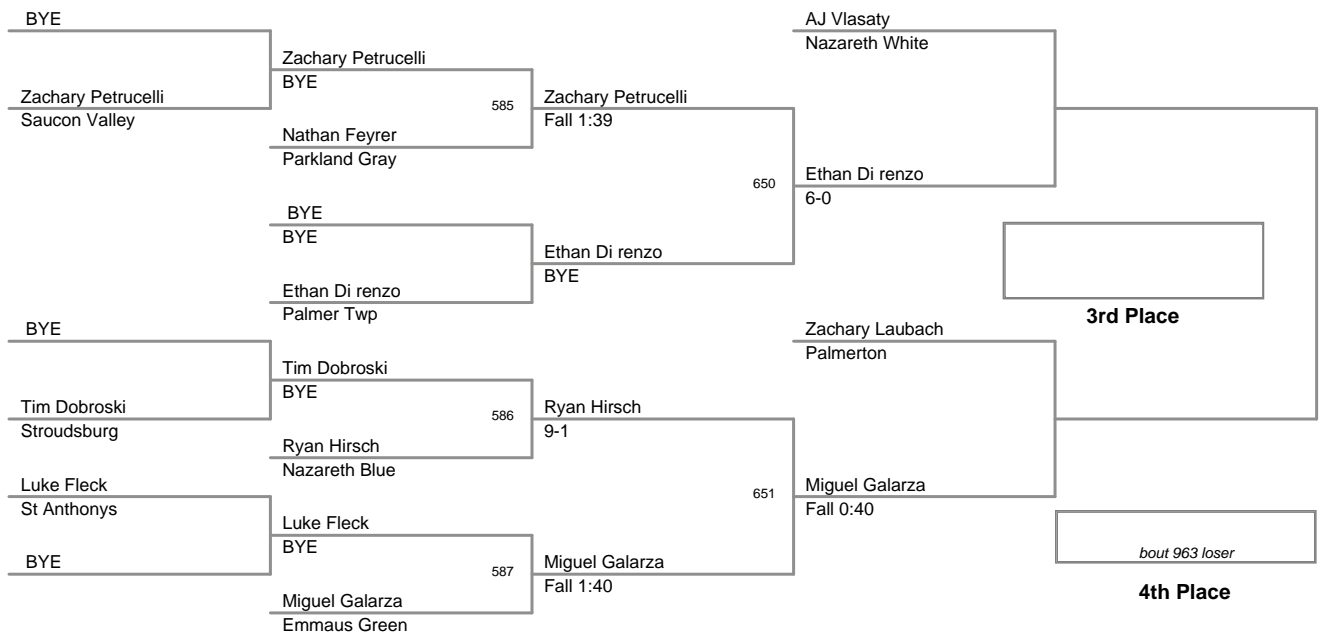 BYE
Zachary Petrucelli
Saucon Valley
BYE
Tim Dobroski
Stroudsburg
Luke Fleck
St Anthonys
BYE
Zachary Petrucelli
BYE
585
Nathan Feyrer
Parkland Gray
BYE
BYE
Ethan Di renzo
Palmer Twp
Tim Dobroski
BYE
586
Ryan Hirsch
Nazareth Blue
Luke Fleck
BYE
587
Miguel Galarza
Emmaus Green
Zachary Petrucelli
Fall 1:39
650
Ethan Di renzo
BYE
Ryan Hirsch
9-1
651
Miguel Galarza
Fall 1:40
AJ Vlasaty
Nazareth White
Ethan Di renzo
6-0
Zachary Laubach
Palmerton
Miguel Galarza
Fall 0:40
3rd Place
bout 963 loser
4th Place